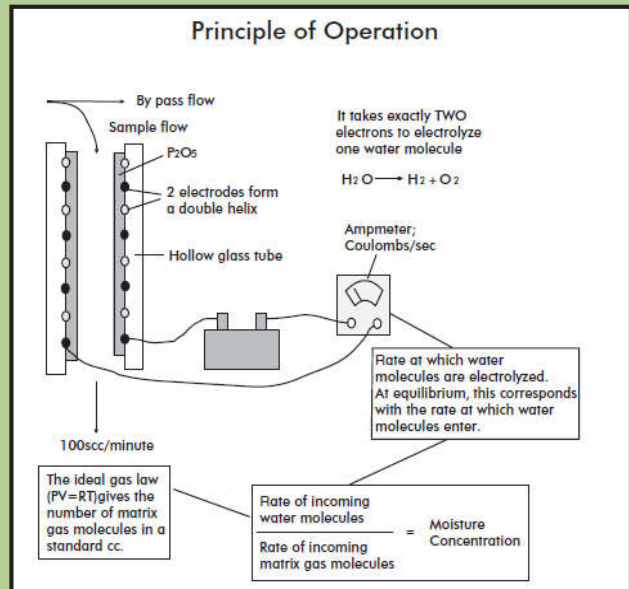 Principle of Operation
By pass flow
Sample flow
P2O5
2 electrodes form
a double helix
Hollow glass tube
It takes exactly TWO
electrons to electrolyze
one water molecule
H2O → H2 + O2
Ampmeter;
Coulombs/sec
Rate at which water
molecules are electrolyzed.
At equilibrium, this corresponds
with the rate at which water
molecules enter.
100scc/minute
The ideal gas law
(PV=RT)gives the
number of matrix
gas molecules in a
standard cc.
Rate of incoming
water molecules
Rate of incoming
matrix gas molecules
= Moisture
Concentration